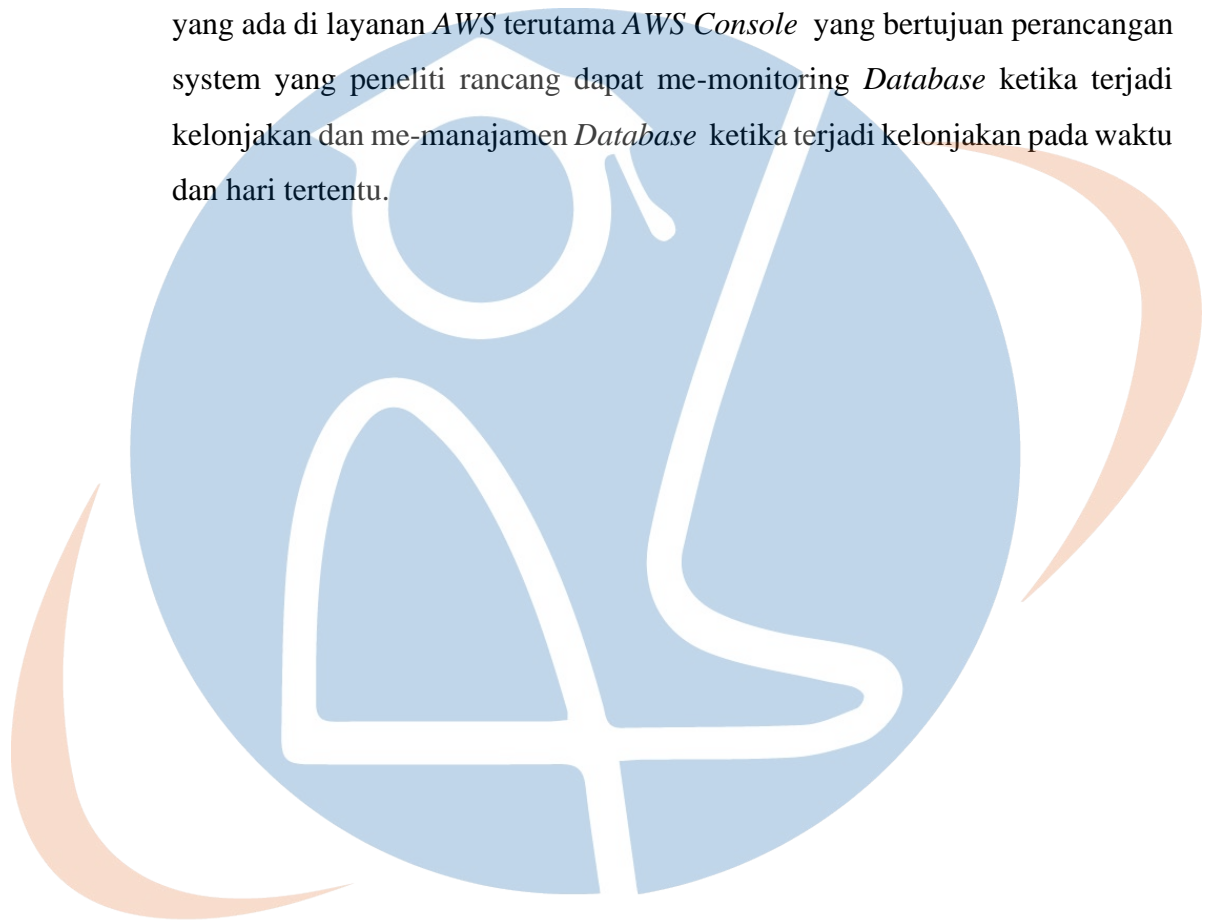 yang ada di layanan AWS terutama AWS Console yang bertujuan perancangan
system yang peneliti rancang dapat me-monitoring Database ketika terjadi
kelonjakan dan me-manajamen Database ketika terjadi kelonjakan pada waktu
dan hari tertentu.